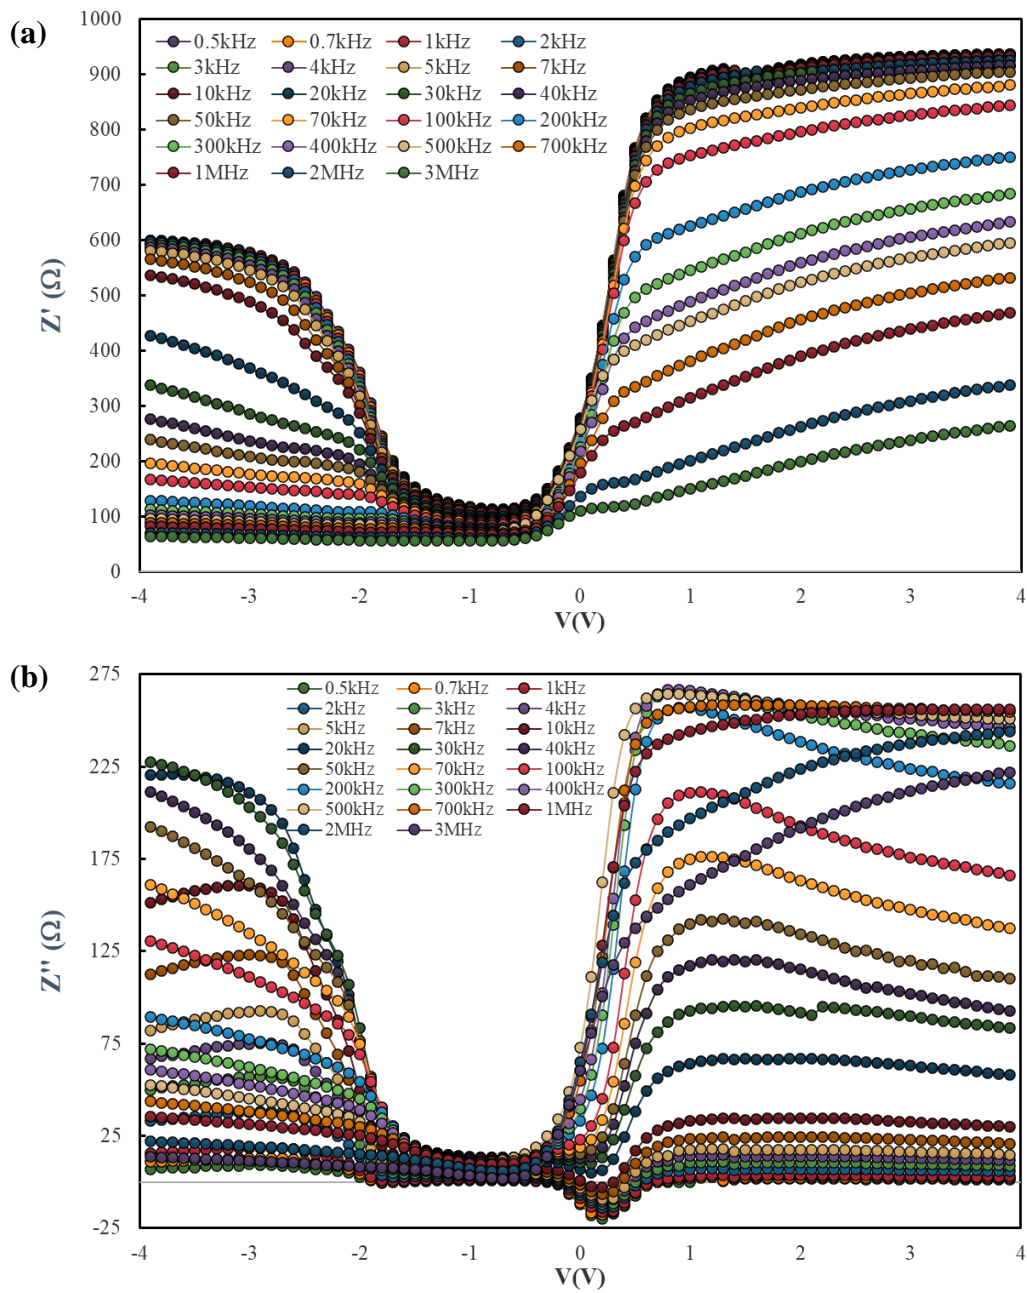 (a)
1000
900
800
700
600
500
400
300
200
100
0
Z' (Ω)
0.5kHz 0.7kHz 1kHz 2kHz
3kHz 4kHz 5kHz 7kHz
10kHz 20kHz 30kHz 40kHz
50kHz 70kHz 100kHz 200kHz
300kHz 400kHz 500kHz 700kHz
1MHz 2MHz 3MHz
-4 -3 -2 -1 0 1 2 3 4
V(V)
(b)
275
225
175
125
75
25
-25
Z'' (Ω)
0.5kHz 0.7kHz 1kHz
2kHz 3kHz 4kHz
5kHz 7kHz 10kHz
20kHz 30kHz 40kHz
50kHz 70kHz 100kHz
200kHz 300kHz 400kHz
500kHz 700kHz 1MHz
2MHz 3MHz
-4 -3 -2 -1 0 1 2 3 4
V(V)